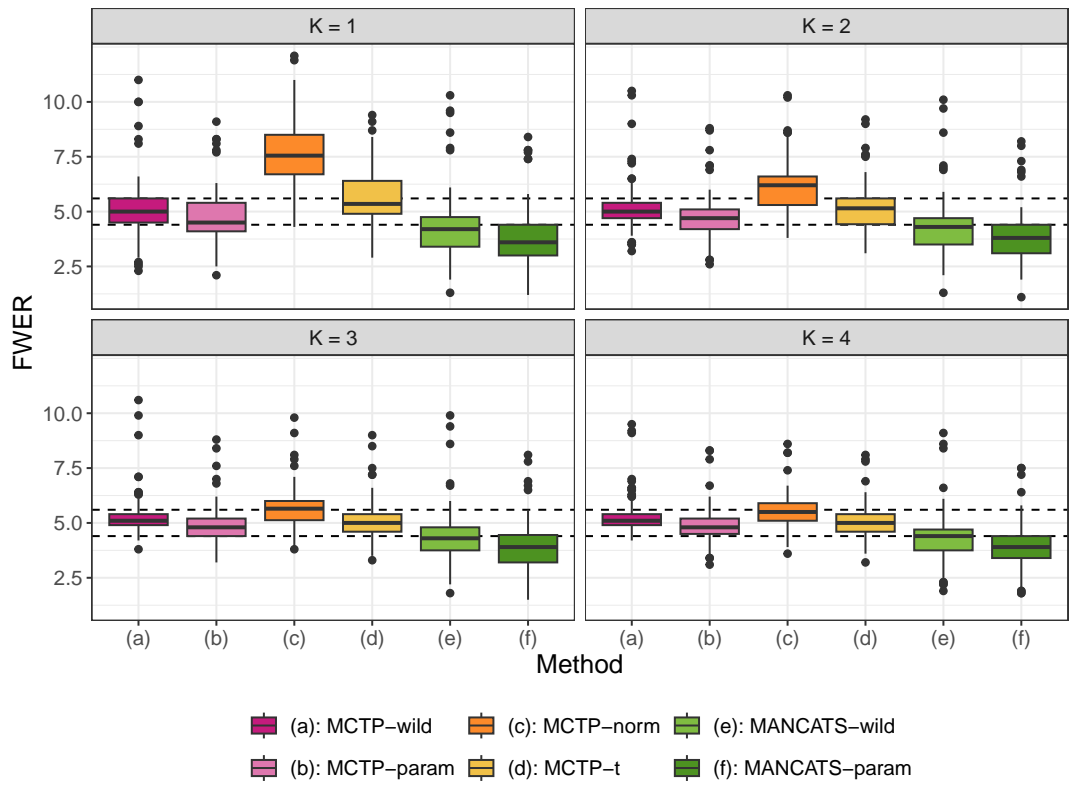 K = 1
K = 2
10.0
7.5
5.0
2.5
K = 3
K = 4
10.0
7.5
5.0
2.5
FWER
(a) (b) (c) (d) (e) (f)
(a) (b) (c) (d) (e) (f)
Method
(a): MCTP−wild
(c): MCTP−norm
(e): MANCATS−wild
(b): MCTP−param
(d): MCTP−t
(f): MANCATS−param